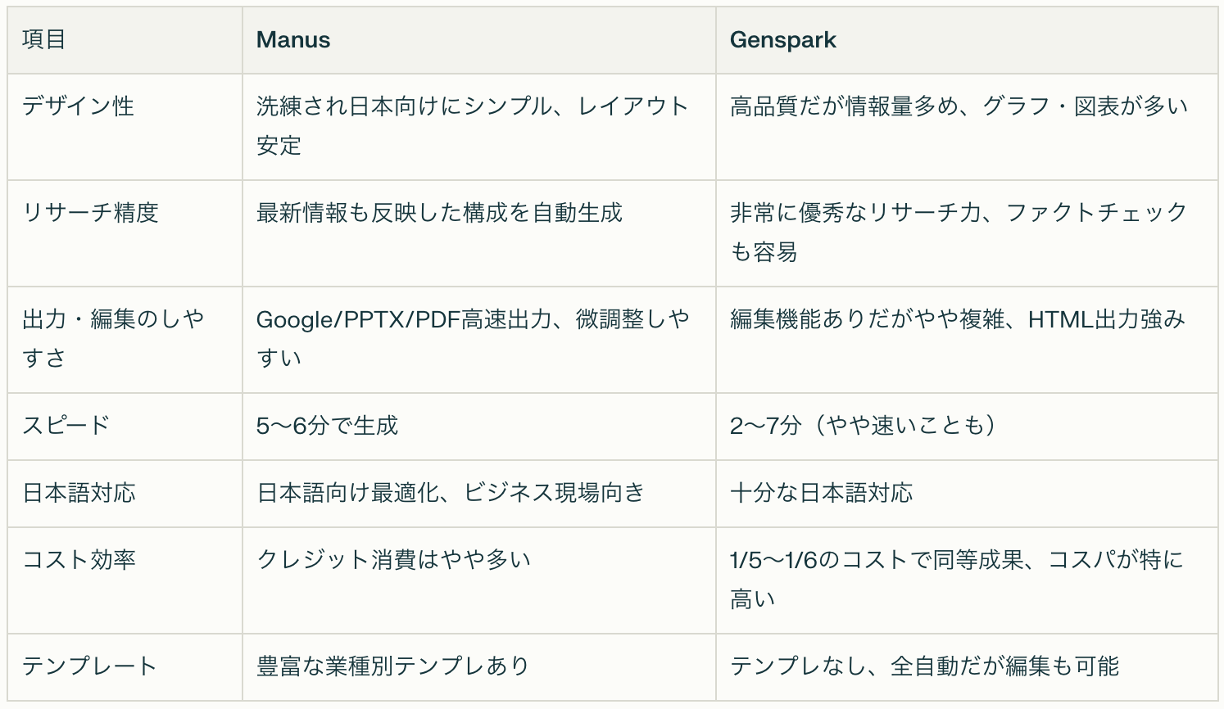 項目
Manus
Genspark
デザイン性
洗練され日本向けにシンプル、レイアウト
安定
高品質だが情報量多め、グラフ・図表が多い
リサーチ精度
最新情報も反映した構成を自動生成
非常に優秀なリサーチ力、ファクトチェック
も容易
出力・編集のしや
すさ
Google/PPTX/PDF高速出力、微調整しや
すい
編集機能ありだがやや複雑、HTML出力強み
スピード
5〜6分で生成
2〜7分（やや速いことも）
日本語対応
日本語向け最適化、ビジネス現場向き
十分な日本語対応
コスト効率
クレジット消費はやや多い
1/5〜1/6のコストで同等成果、コスパが特に
高い
テンプレート
豊富な業種別テンプレあり
テンプレなし、全自動だが編集も可能